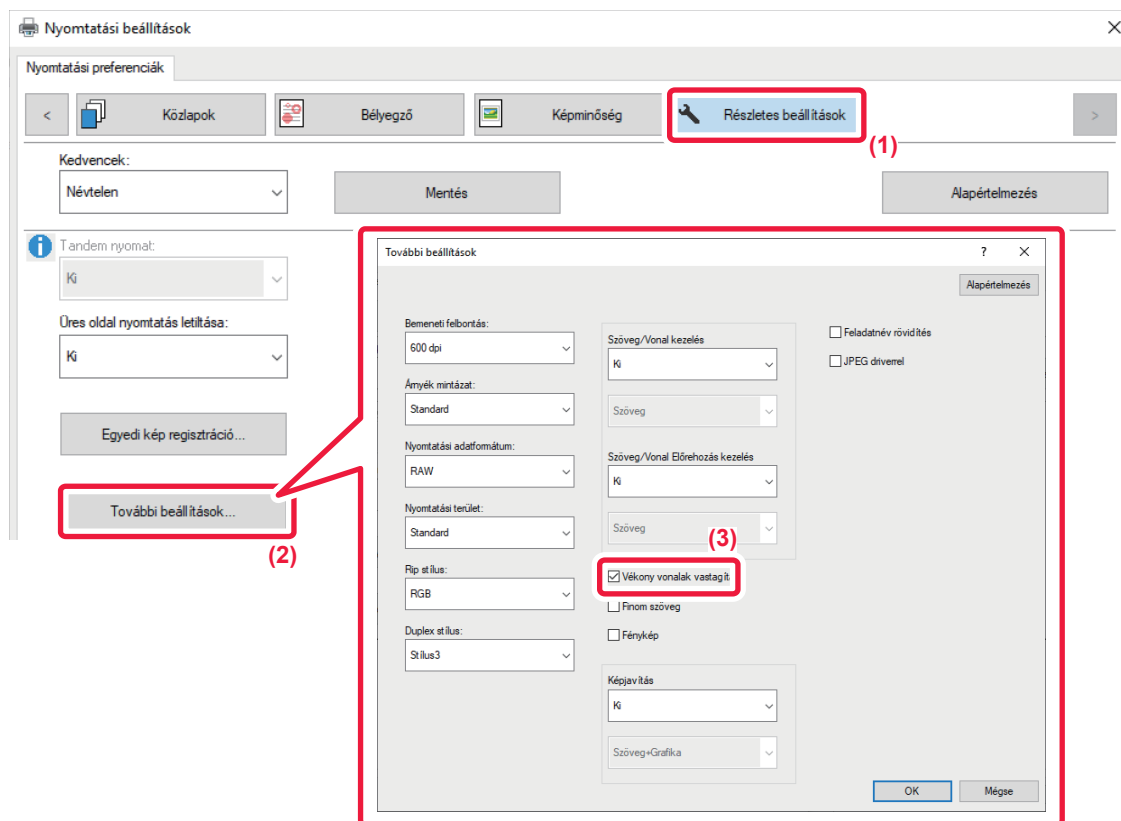 Nyomtatási beállítások
Nyomtatási preferenciák
< Közlapok Bélyegző Képminőség Részletes beállítások >
(1)
Kedvencek:
Névtelen Mentés Alapértelmezés
Tandem nyomat:
Ki
Üres oldal nyomtatás letiltása:
Ki
Egyedi kép regisztráció...
További beállítások...
(2)
További beállítások ?
Alapértelmezés
Bemeneti felbontás:
600 dpi
Árnyék mintázat:
Standard
Nyomtatási adatformátum:
RAW
Nyomtatási terület:
Standard
Rip stílus:
RGB
Duplex stílus:
Stílus3
Szöveg/Vonal kezelés
Ki
Szöveg
Szöveg/Vonal Előrehozás kezelés
Ki
Szöveg
(3)
Vékony vonalak vastagít
Finom szöveg
Fénykép
Képjavítás
Ki
Szöveg+Grafika
Feladatnév rövidítés
JPEG driverrel
OK Mégse